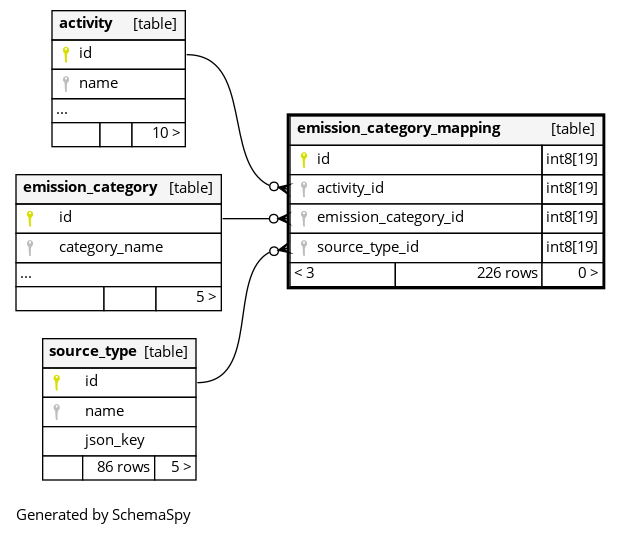 activity [table]
id
name
...
10 >
emission_category [table]
id
category_name
...
5 >
source_type [table]
id
name
json_key
86 rows 5 >
emission_category_mapping [table]
id int8[19]
activity_id int8[19]
emission_category_id int8[19]
source_type_id int8[19]
< 3 226 rows 0 >
Generated by SchemaSpy